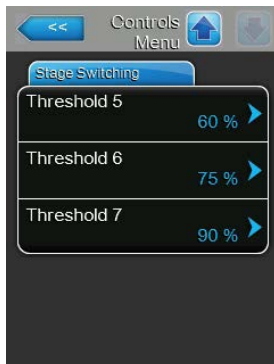 <<
Controls
Menu
Stage Switching
Threshold 5
60 %
Threshold 6
75 %
Threshold 7
90 %